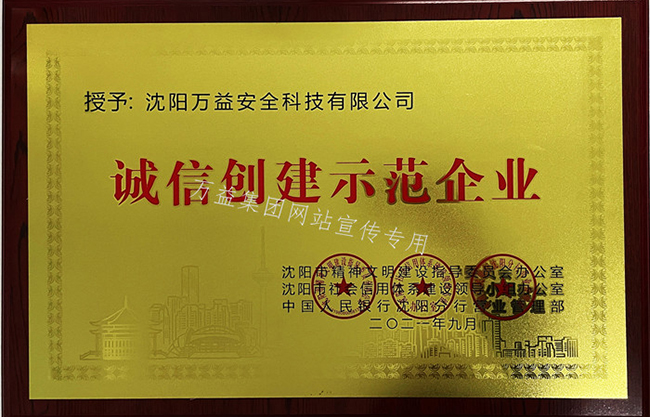 授予: 沈阳万益安全科技有限公司
诚信创建示范企业
万益集团网站宣传专用
沈阳市精神文明建设指导委员会办公室
沈阳市社会信用体系建设领导小组办公室
中国人民银行沈阳分行营业管理部
二〇二一年九月